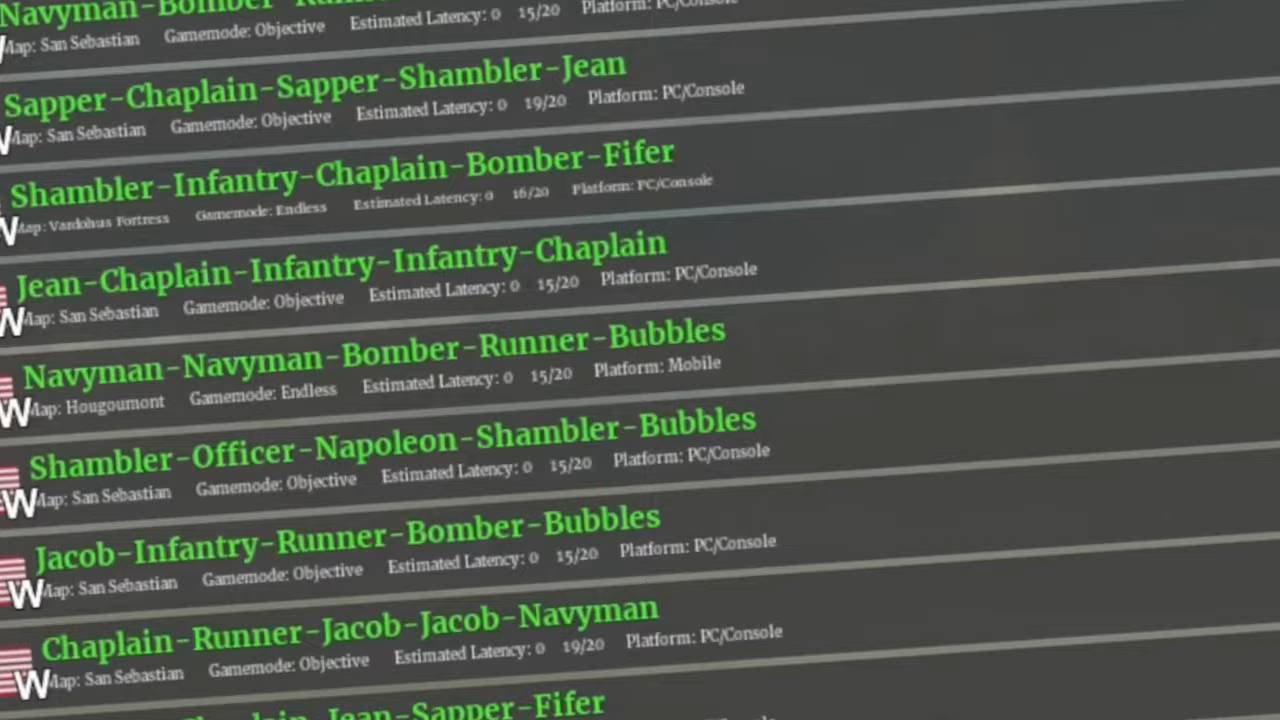 Navyman-Bomber-
Map: San Sebastian Gamemode: Objective Estimated Latency: 0 15/20 Platform: PC/Console
Sapper-Chaplain-Sapper-Shambler-Jean
W Map: San Sebastian Gamemode: Objective Estimated Latency: 0 19/20 Platform: PC/Console
Shambler-Infantry-Chaplain-Bomber-Fifer
W Map: Vardohus Fortress Gamemode: Endless Estimated Latency: 0 16/20 Platform: PC/Console
Jean-Chaplain-Infantry-Infantry-Chaplain
W Map: San Sebastian Gamemode: Objective Estimated Latency: 0 15/20 Platform: PC/Console
Navyman-Navyman-Bomber-Runner-Bubbles
W Map: Hougoumont Gamemode: Endless Estimated Latency: 0 15/20 Platform: Mobile
Shambler-Officer-Napoleon-Shambler-Bubbles
W Map: San Sebastian Gamemode: Objective Estimated Latency: 0 15/20 Platform: PC/Console
Jacob-Infantry-Runner-Bomber-Bubbles
W Map: San Sebastian Gamemode: Objective Estimated Latency: 0 15/20 Platform: PC/Console
Chaplain-Runner-Jacob-Jacob-Navyman
W Map: San Sebastian Gamemode: Objective Estimated Latency: 0 19/20 Platform: PC/Console
-Jean-Sapper-Fifer